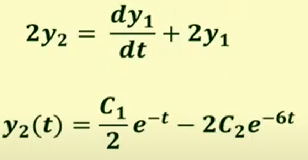 2y₂ = dy₁/dt + 2y₁
y₂(t) = C₁/2 e⁻ᵗ − 2C₂e⁻⁶ᵗ